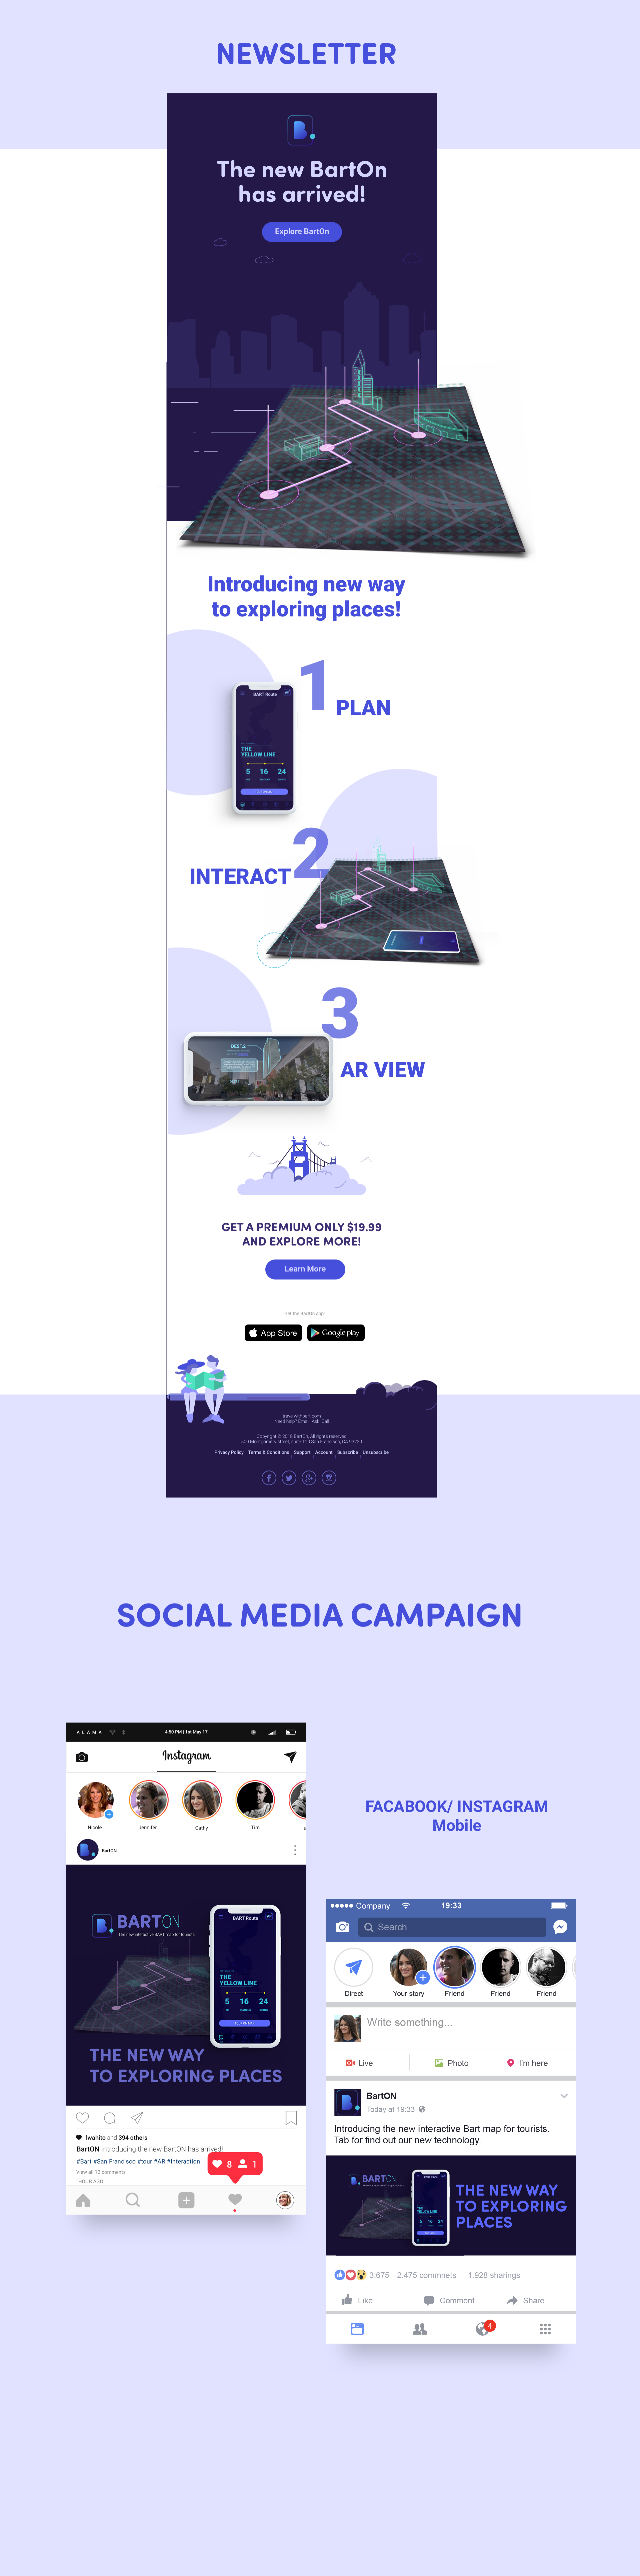 NEWSLETTER
B.
The new BartOn
has arrived!
Explore BartOn
Introducing new way
to exploring places!
1
PLAN
BART Route
THE
YELLOW LINE
5 16 24
2
INTERACT
3
AR VIEW
DEST.2
GET A PREMIUM ONLY $19.99
AND EXPLORE MORE!
Learn More
Get the BartOn app
App Store
Google play
travelwithbart.com
Need help? Email. Ask. Call
Copyright © 2018 BartOn, All rights reserved
500 Montgomery street, suite 110 San Francisco, CA 93230
Privacy Policy | Terms & Conditions | Support | Account | Subscribe | Unsubscribe
SOCIAL MEDIA CAMPAIGN
ALAMA
4:50 PM | 1st May 17
Instagram
Nicole
Jennifer
Cathy
Tim
B.
BartON
B. BARTON
The new interactive BART map for tourists
BART Route
THE
YELLOW LINE
5 16 24
THE NEW WAY
TO EXPLORING PLACES
lwahito and 394 others
BartON Introducing the new BartON has arrived!
#Bart #San Francisco #tour #AR #Interaction
View all 12 comments
1HOUR AGO
8 1
FACABOOK/ INSTAGRAM
Mobile
Company
19:33
Search
Direct
Your story
Friend
Friend
Friend
Write something...
Live
Photo
I'm here
B.
BartON
Today at 19:33
Introducing the new interactive Bart map for tourists.
Tab for find out our new technology.
B. BARTON
THE
YELLOW LINE
THE NEW WAY
TO EXPLORING
PLACES
3.675
2.475 commnets
1.928 sharings
Like
Comment
Share
4